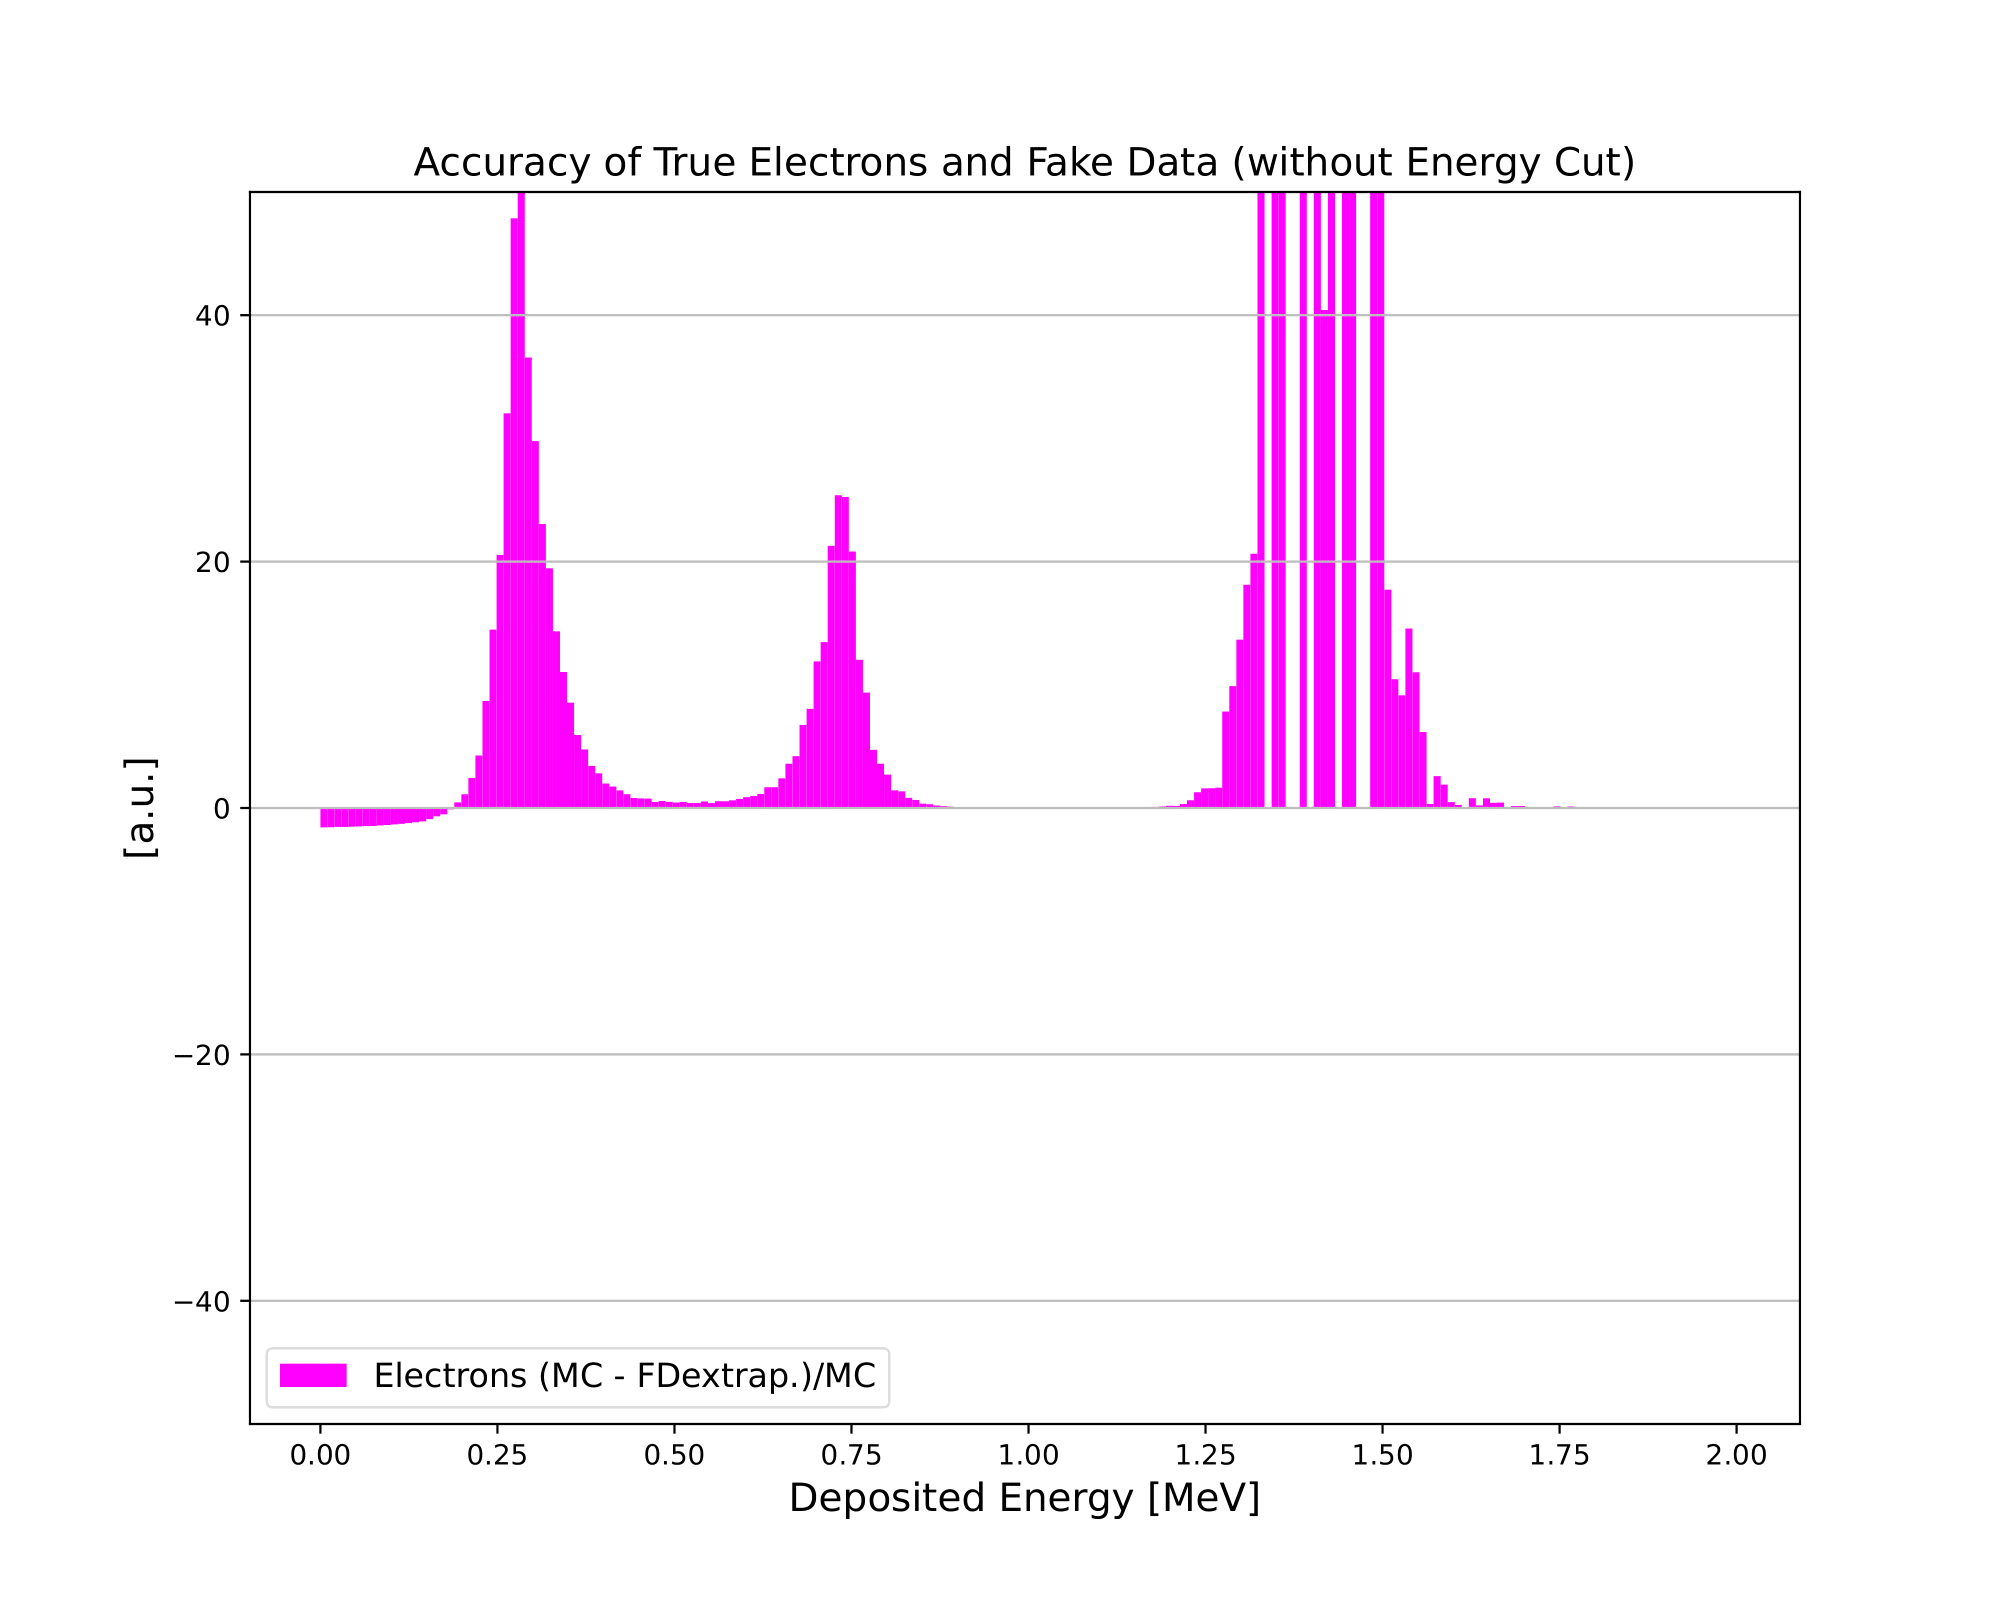 Accuracy of True Electrons and Fake Data (without Energy Cut)
40
20
0
−20
−40
[a.u.]
Electrons (MC - FDextrap.)/MC
0.00 0.25 0.50 0.75 1.00 1.25 1.50 1.75 2.00
Deposited Energy [MeV]